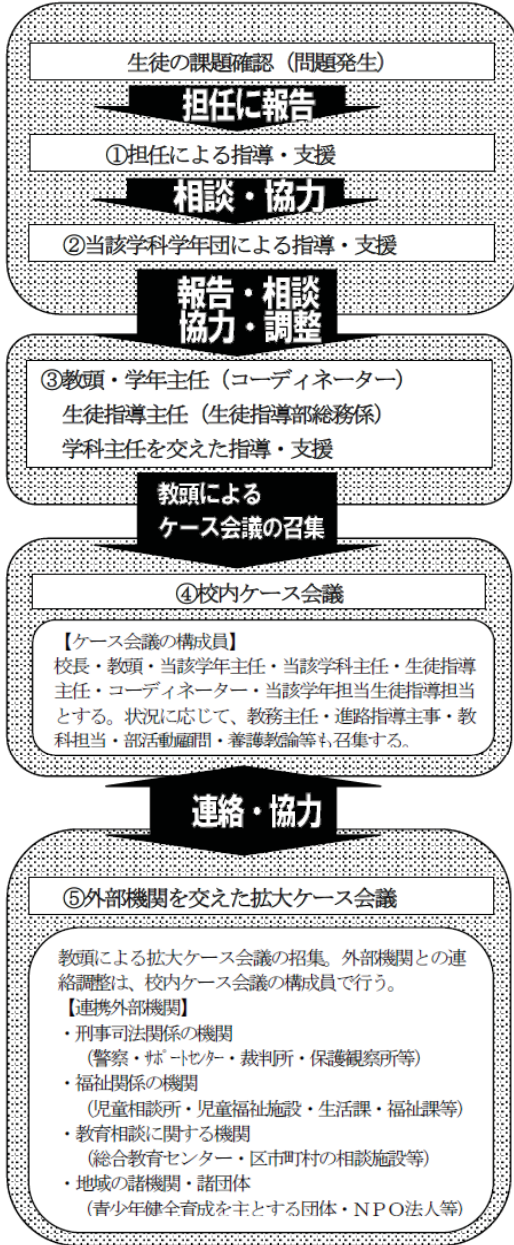 生徒の課題確認（問題発生）
担任に報告
①担任による指導・支援
相談・協力
②当該学科学年団による指導・支援
報告・相談
協力・調整
③教頭・学年主任（コーディネーター）
生徒指導主任（生徒指導部総務係）
学科主任を交えた指導・支援
教頭による
ケース会議の召集
④校内ケース会議
【ケース会議の構成員】
校長・教頭・当該学年主任・当該学科主任・生徒指導
主任・コーディネーター・当該学年担当生徒指導担当
とする。状況に応じて、教務主任・進路指導主事・教
科担当・部活動顧問・養護教諭等も召集する。
連絡・協力
⑤外部機関を交えた拡大ケース会議
教頭による拡大ケース会議の招集。外部機関との連
絡調整は、校内ケース会議の構成員で行う。
【連携外部機関】
・刑事司法関係の機関
（警察・ｻﾎﾟｰﾄｾﾝﾀｰ・裁判所・保護観察所等）
・福祉関係の機関
（児童相談所・児童福祉施設・生活課・福祉課等）
・教育相談に関する機関
（総合教育センター・区市町村の相談施設等）
・地域の諸機関・諸団体
（青少年健全育成を主とする団体・ＮＰＯ法人等）